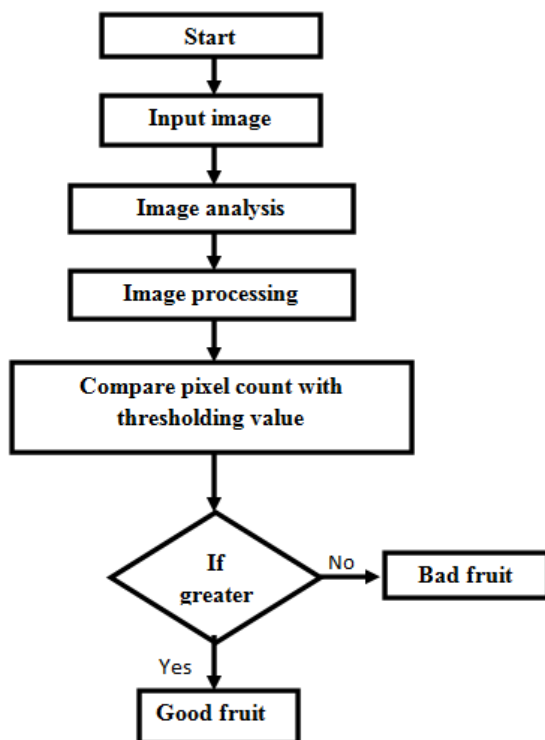 Start
Input image
Image analysis
Image processing
Compare pixel count with
thresholding value
If
greater
No
Bad fruit
Yes
Good fruit